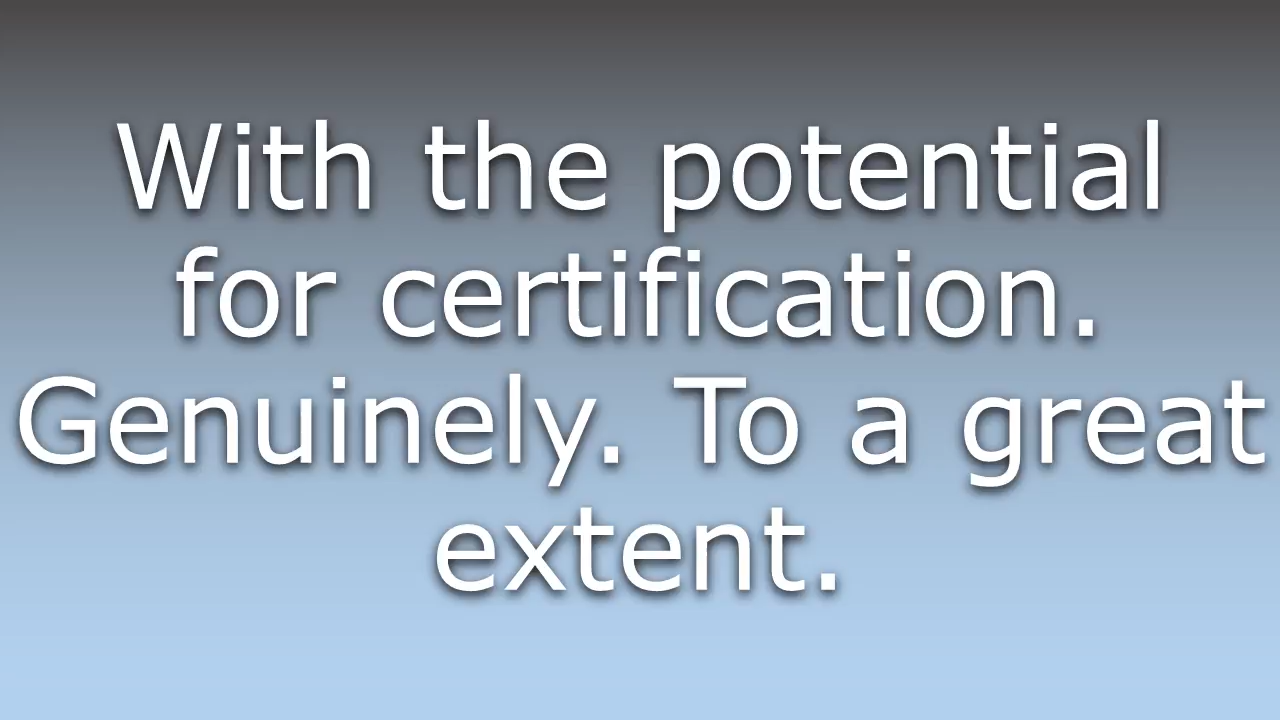 With the potential
for certification.
Genuinely. To a great
extent.